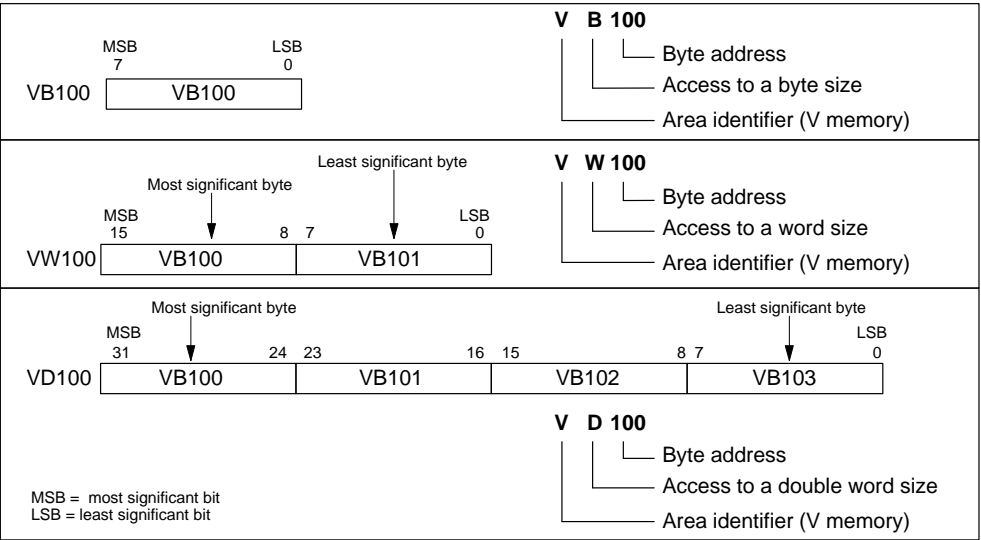 V B 100
MSB LSB
7 0
Byte address
VB100 VB100
Access to a byte size
Area identifier (V memory)
Least significant byte
V W 100
Most significant byte
Byte address
MSB LSB
15 8 7 0
Access to a word size
VW100 VB100 VB101
Area identifier (V memory)
Most significant byte Least significant byte
MSB LSB
31 24 23 16 15 8 7 0
VD100 VB100 VB101 VB102 VB103
V D 100
Byte address
Access to a double word size
Area identifier (V memory)
MSB = most significant bit
LSB = least significant bit